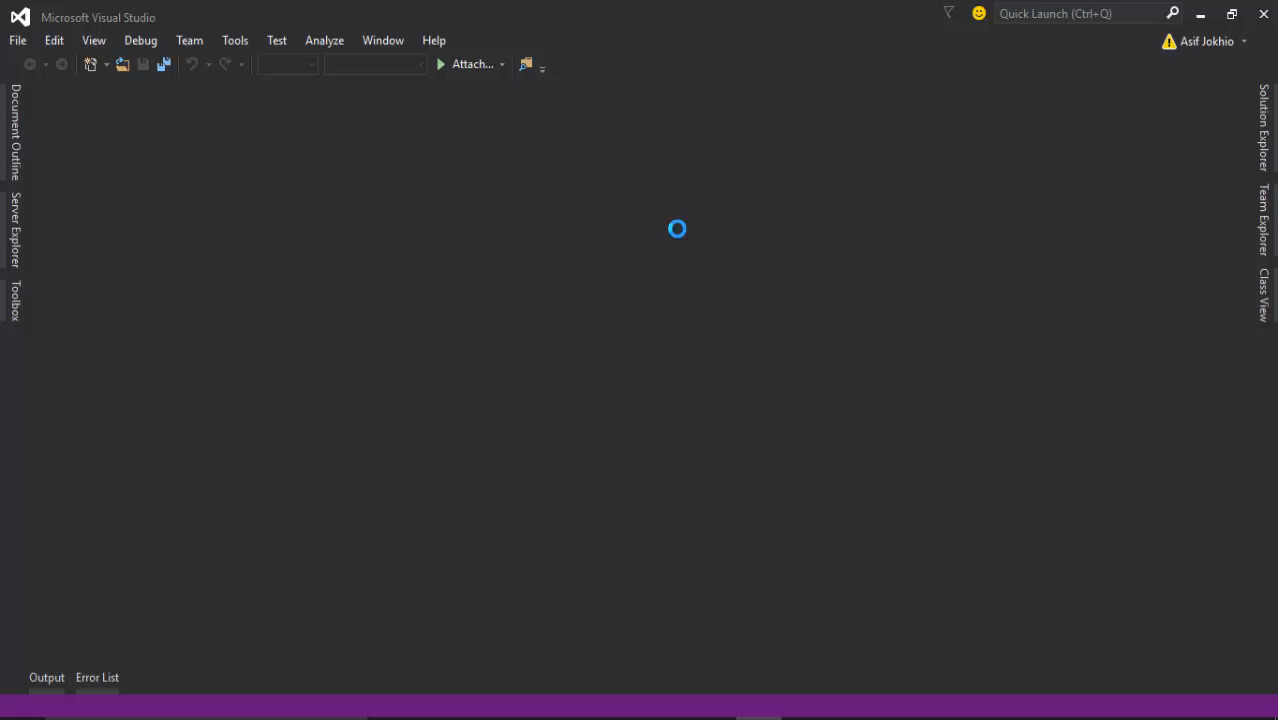 Microsoft Visual Studio
Quick Launch (Ctrl+Q)
File Edit View Debug Team Tools Test Analyze Window Help
Asif Jokhio
Attach...
Document Outline
Server Explorer
Toolbox
Solution Explorer
Team Explorer
Class View
Output Error List